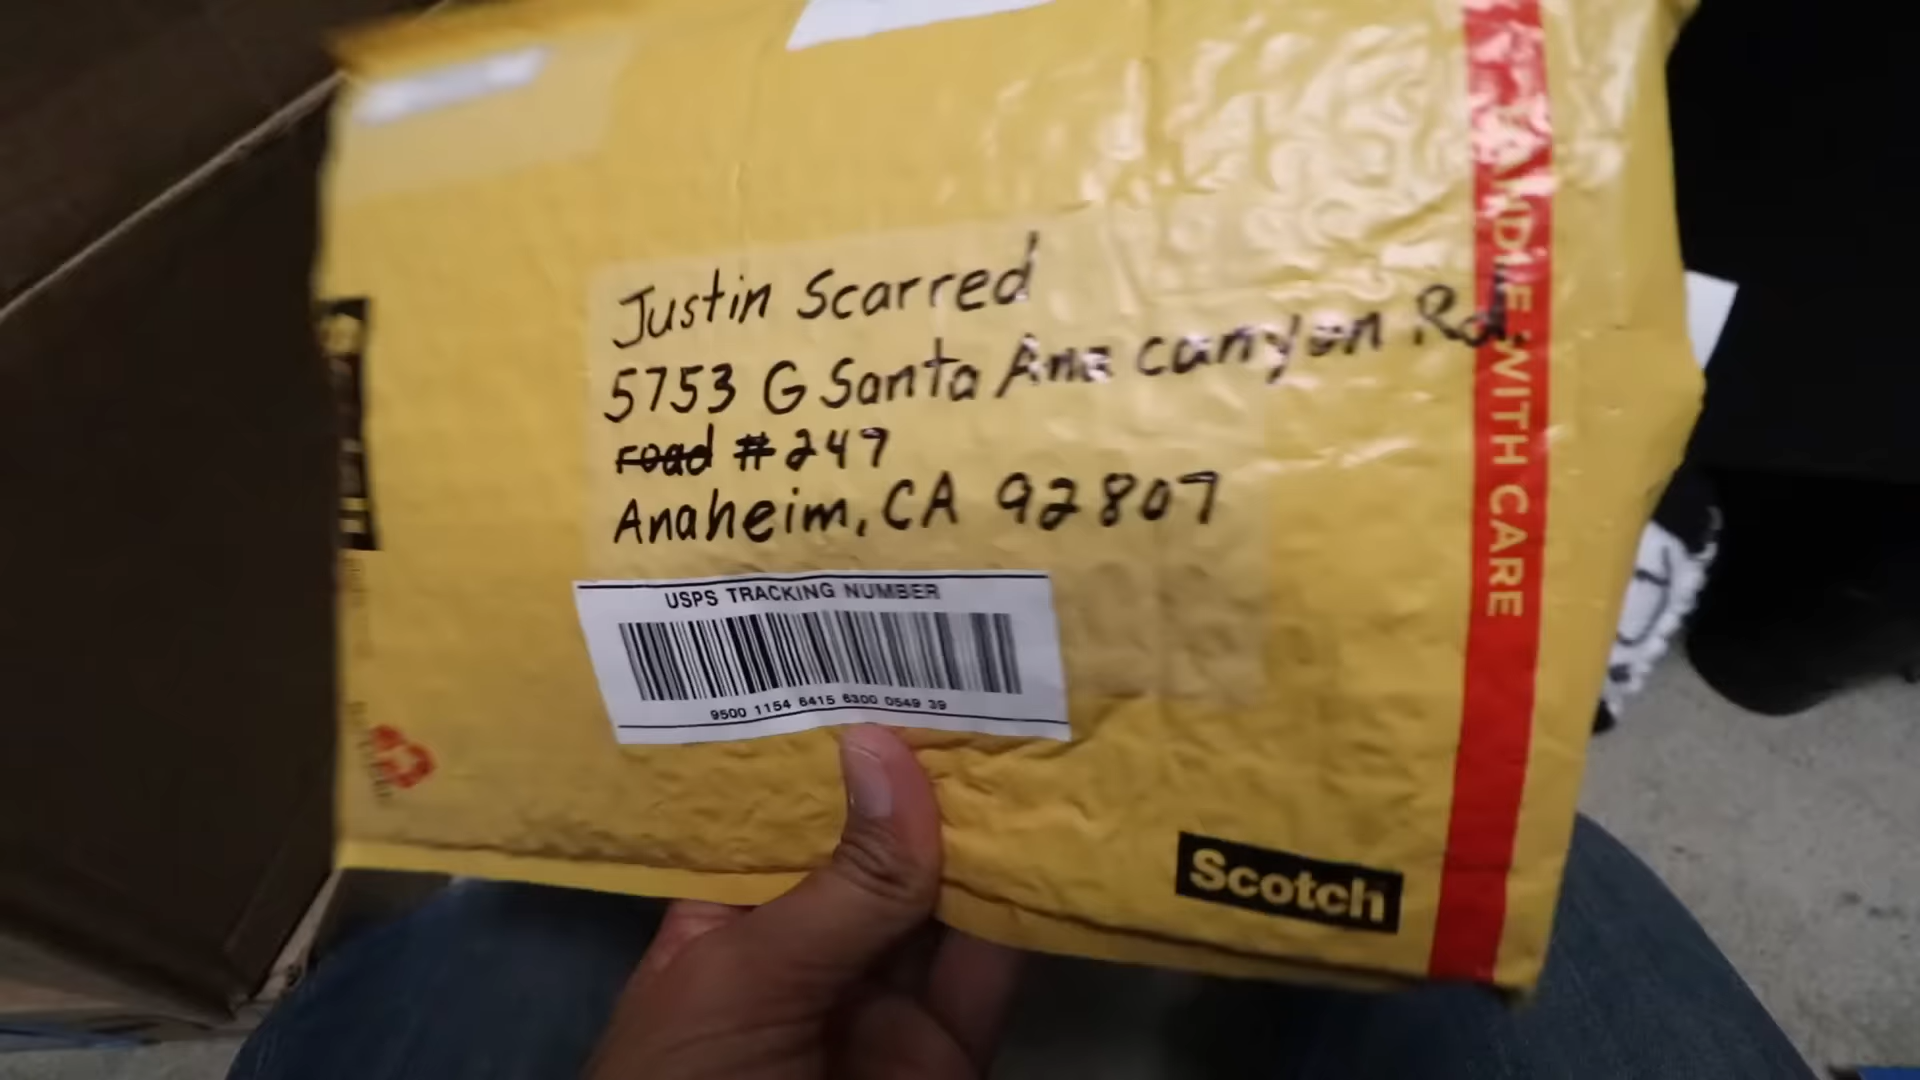 Justin Scarred
5753 G Santa Ana canyon Rd.
road #247
Anaheim, CA 92807
USPS TRACKING NUMBER
9500 1154 6415 6300 0549 39
Scotch
HANDLE WITH CARE